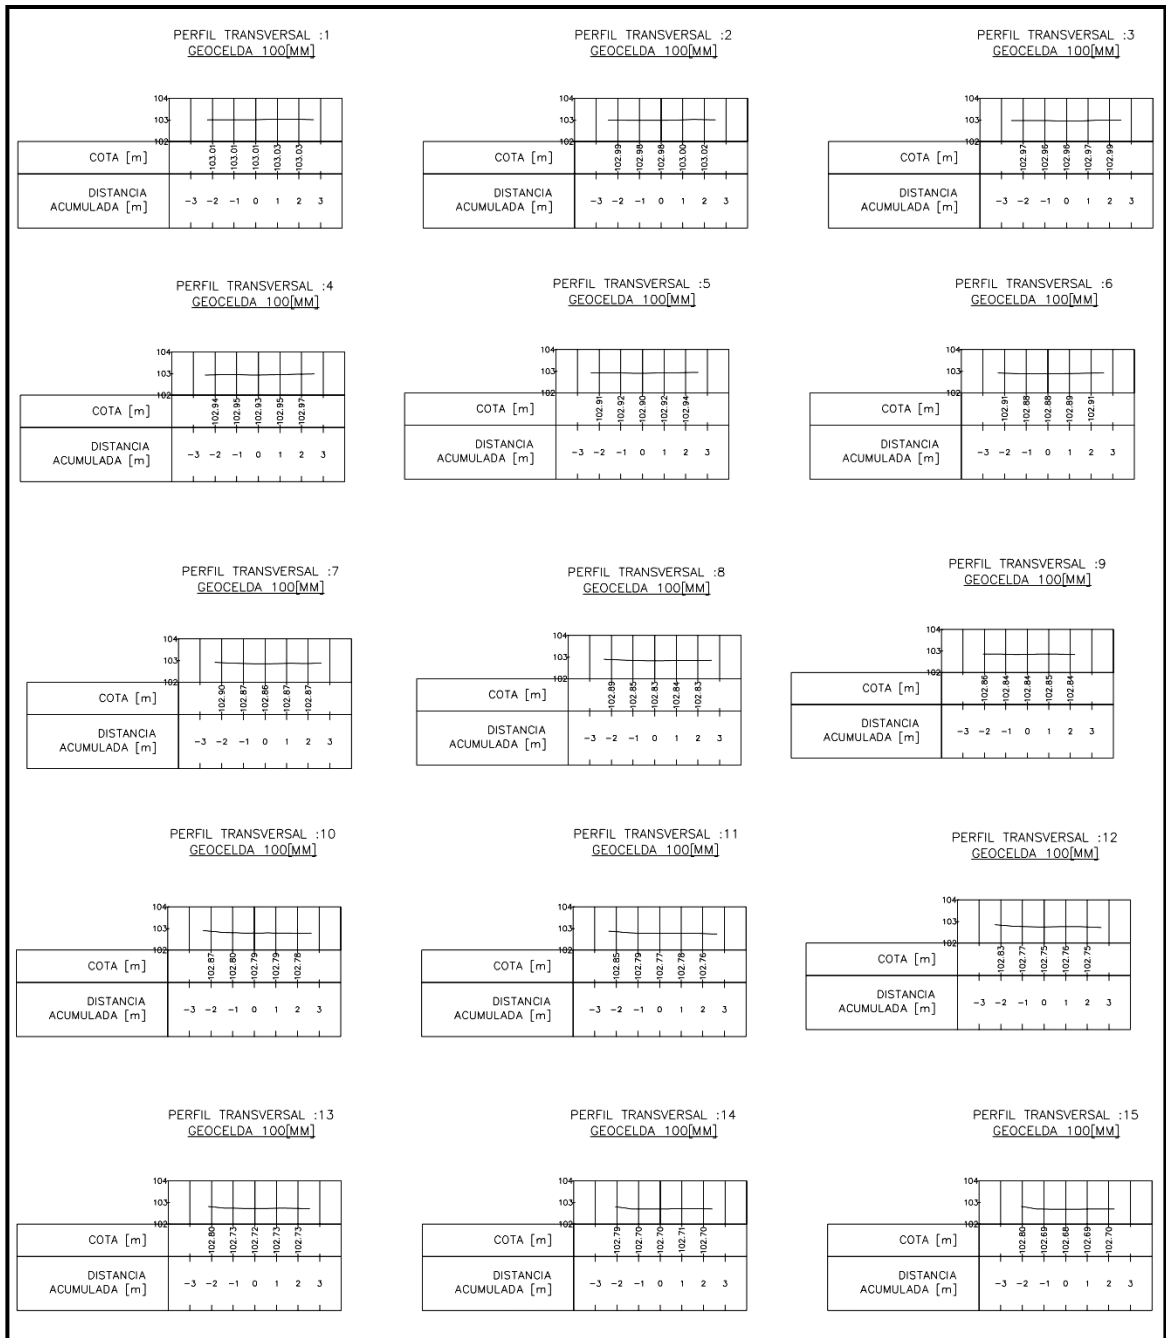 PERFIL TRANSVERSAL :1
GEOCELDA 100[MM]
104
103
102
COTA [m]
103.01 103.01 103.01 103.03 103.03
DISTANCIA
ACUMULADA [m]
-3 -2 -1 0 1 2 3
PERFIL TRANSVERSAL :2
GEOCELDA 100[MM]
104
103
102
COTA [m]
102.99 102.98 102.98 103.00 103.02
DISTANCIA
ACUMULADA [m]
-3 -2 -1 0 1 2 3
PERFIL TRANSVERSAL :3
GEOCELDA 100[MM]
104
103
102
COTA [m]
102.97 102.96 102.96 102.97 102.99
DISTANCIA
ACUMULADA [m]
-3 -2 -1 0 1 2 3
PERFIL TRANSVERSAL :4
GEOCELDA 100[MM]
104
103
102
COTA [m]
102.94 102.95 102.93 102.95 102.97
DISTANCIA
ACUMULADA [m]
-3 -2 -1 0 1 2 3
PERFIL TRANSVERSAL :5
GEOCELDA 100[MM]
104
103
102
COTA [m]
102.91 102.92 102.90 102.92 102.94
DISTANCIA
ACUMULADA [m]
-3 -2 -1 0 1 2 3
PERFIL TRANSVERSAL :6
GEOCELDA 100[MM]
104
103
102
COTA [m]
102.91 102.88 102.88 102.89 102.91
DISTANCIA
ACUMULADA [m]
-3 -2 -1 0 1 2 3
PERFIL TRANSVERSAL :7
GEOCELDA 100[MM]
104
103
102
COTA [m]
102.90 102.87 102.86 102.87 102.87
DISTANCIA
ACUMULADA [m]
-3 -2 -1 0 1 2 3
PERFIL TRANSVERSAL :8
GEOCELDA 100[MM]
104
103
102
COTA [m]
102.89 102.85 102.83 102.84 102.83
DISTANCIA
ACUMULADA [m]
-3 -2 -1 0 1 2 3
PERFIL TRANSVERSAL :9
GEOCELDA 100[MM]
104
103
102
COTA [m]
102.86 102.84 102.84 102.85 102.84
DISTANCIA
ACUMULADA [m]
-3 -2 -1 0 1 2 3
PERFIL TRANSVERSAL :10
GEOCELDA 100[MM]
104
103
102
COTA [m]
102.87 102.80 102.79 102.79 102.78
DISTANCIA
ACUMULADA [m]
-3 -2 -1 0 1 2 3
PERFIL TRANSVERSAL :11
GEOCELDA 100[MM]
104
103
102
COTA [m]
102.85 102.79 102.77 102.78 102.76
DISTANCIA
ACUMULADA [m]
-3 -2 -1 0 1 2 3
PERFIL TRANSVERSAL :12
GEOCELDA 100[MM]
104
103
102
COTA [m]
102.83 102.77 102.75 102.76 102.75
DISTANCIA
ACUMULADA [m]
-3 -2 -1 0 1 2 3
PERFIL TRANSVERSAL :13
GEOCELDA 100[MM]
104
103
102
COTA [m]
102.80 102.73 102.72 102.73 102.73
DISTANCIA
ACUMULADA [m]
-3 -2 -1 0 1 2 3
PERFIL TRANSVERSAL :14
GEOCELDA 100[MM]
104
103
102
COTA [m]
102.79 102.70 102.70 102.71 102.70
DISTANCIA
ACUMULADA [m]
-3 -2 -1 0 1 2 3
PERFIL TRANSVERSAL :15
GEOCELDA 100[MM]
104
103
102
COTA [m]
102.80 102.69 102.68 102.69 102.70
DISTANCIA
ACUMULADA [m]
-3 -2 -1 0 1 2 3